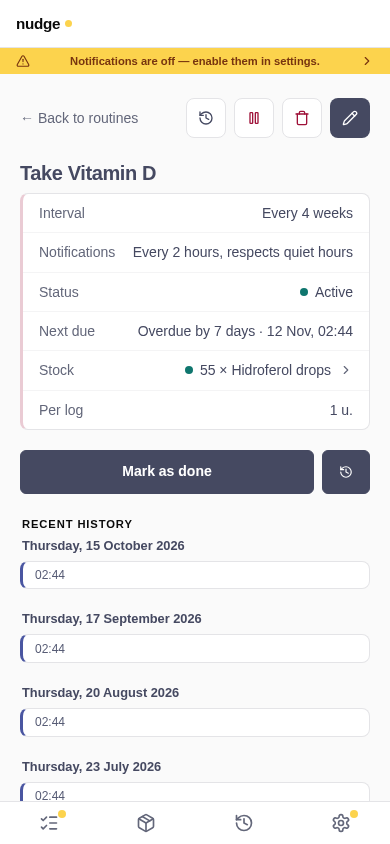 nudge
Notifications are off — enable them in settings.
← Back to routines
Take Vitamin D
Interval Every 4 weeks
Notifications Every 2 hours, respects quiet hours
Status Active
Next due Overdue by 7 days · 12 Nov, 02:44
Stock 55 × Hidroferol drops
Per log 1 u.
Mark as done
RECENT HISTORY
Thursday, 15 October 2026
02:44
Thursday, 17 September 2026
02:44
Thursday, 20 August 2026
02:44
Thursday, 23 July 2026
02:44